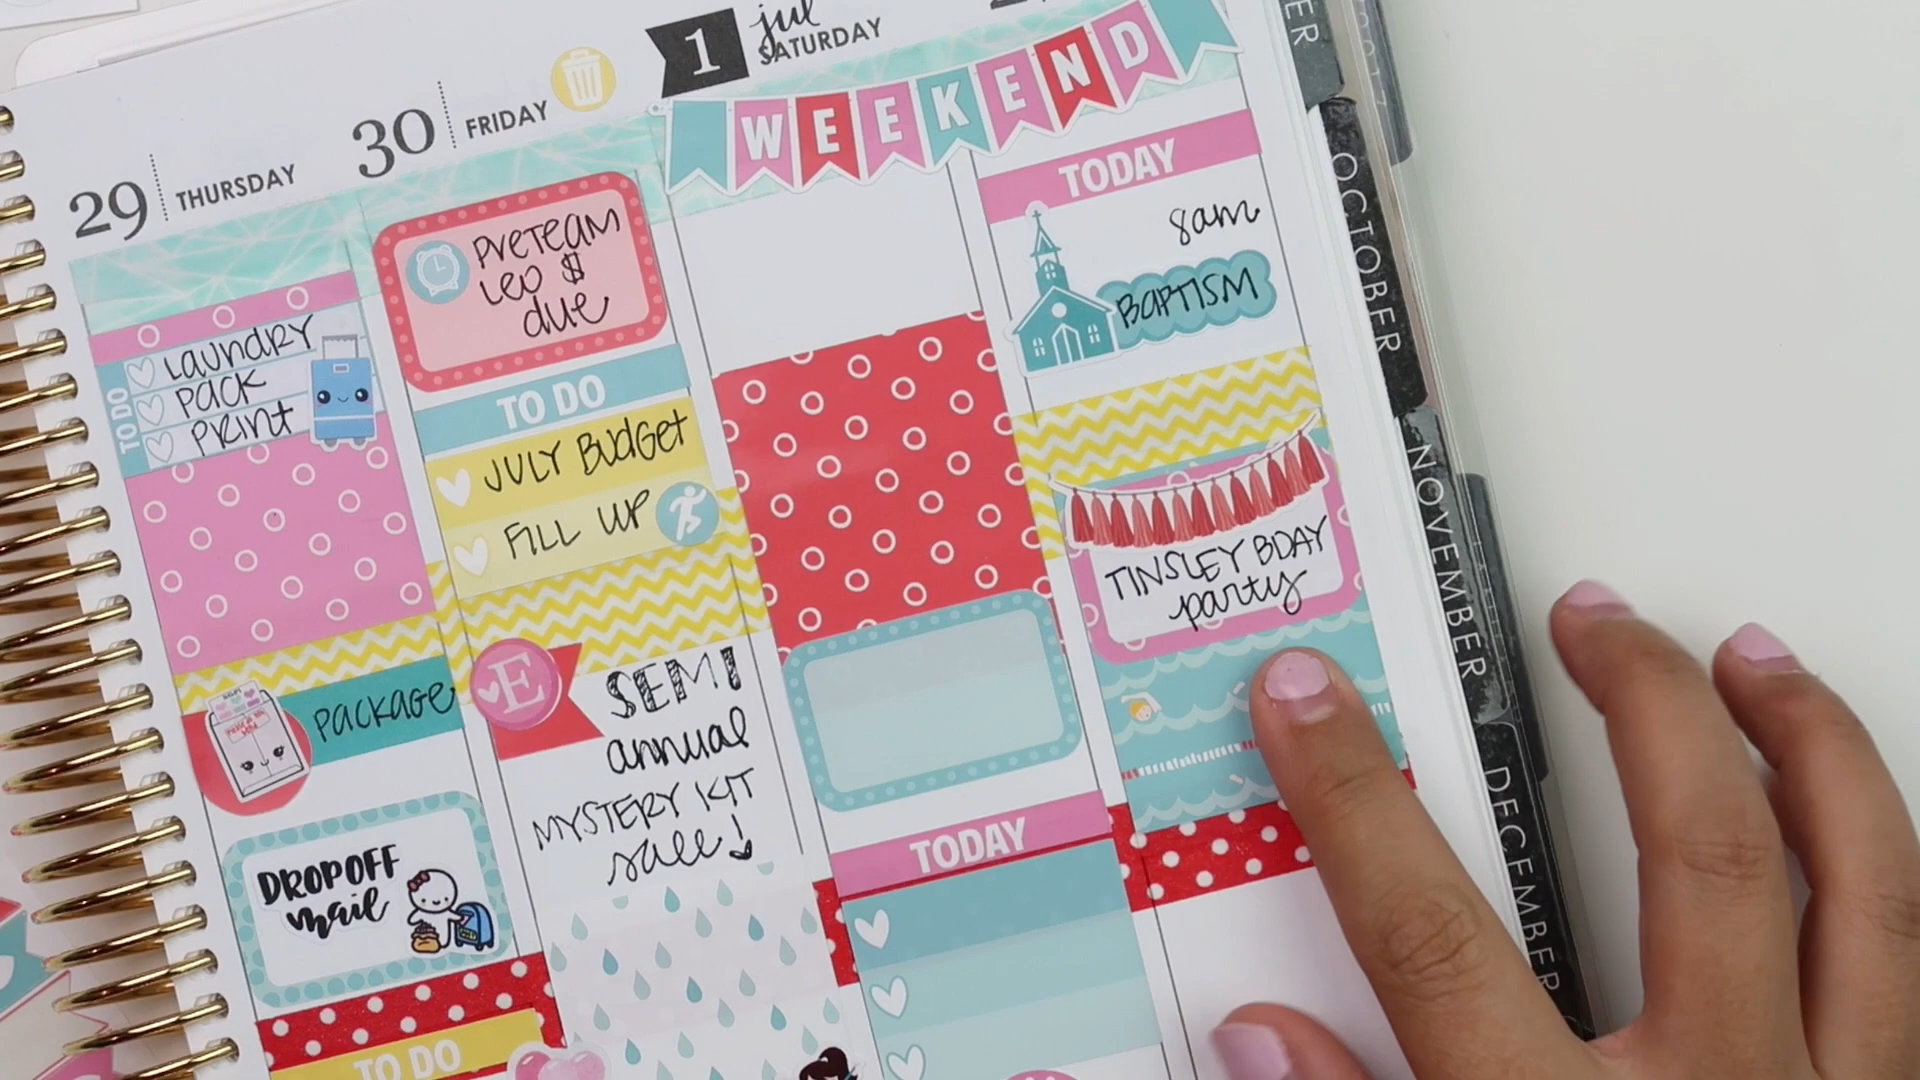 29 THURSDAY
TO DO
LAUNDRY
PACK
PRINT
PACKAGE
DROP OFF
mail
TO DO
30 FRIDAY
PRETEAM
LEO $
due
TO DO
JULY BUDGET
FILL UP
E
SEMI
annual
MYSTERY KIT
sale!
1 jul
SATURDAY
WEEKEND
TODAY
TODAY
8am
BAPTISM
TINSLEY BDAY
party
OCTOBER
NOVEMBER
DECEMBER